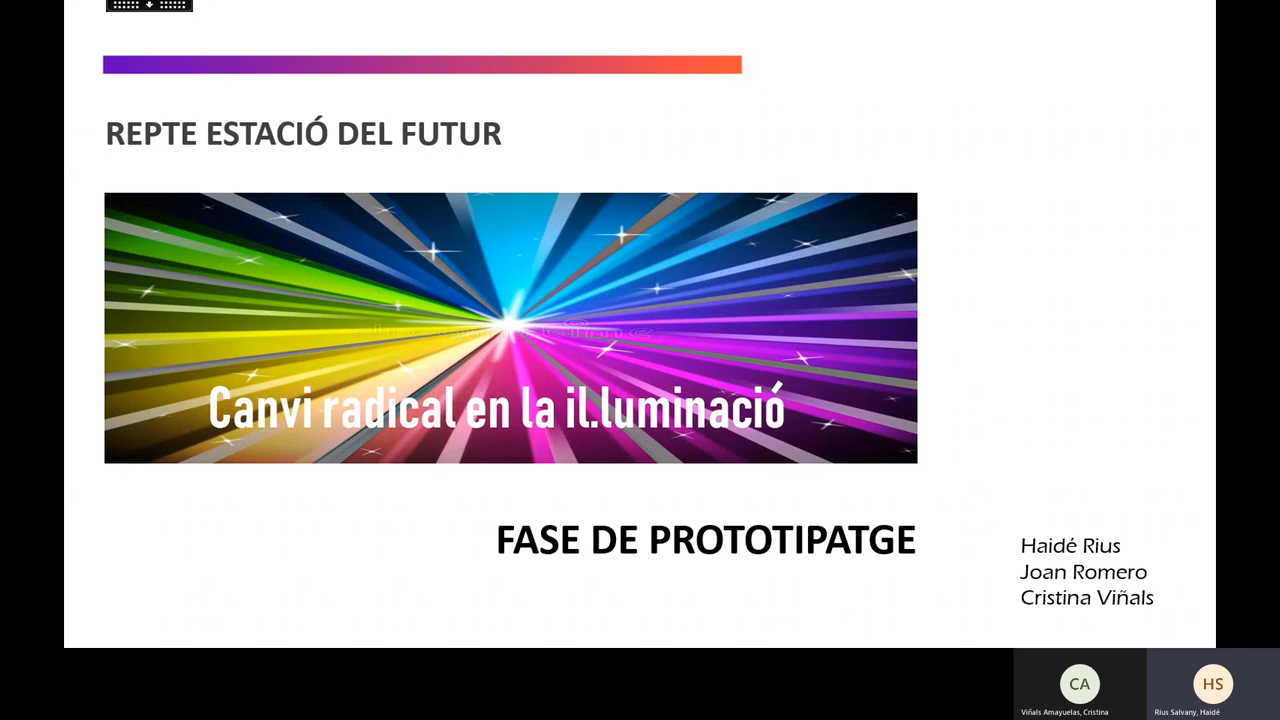 REPTE ESTACIÓ DEL FUTUR
Canvi radical en la il.luminació
FASE DE PROTOTIPATGE
Haidé Rius
Joan Romero
Cristina Viñals
CA
HS
Viñals Amayuelas, Cristina
Rius Salvany, Haidé